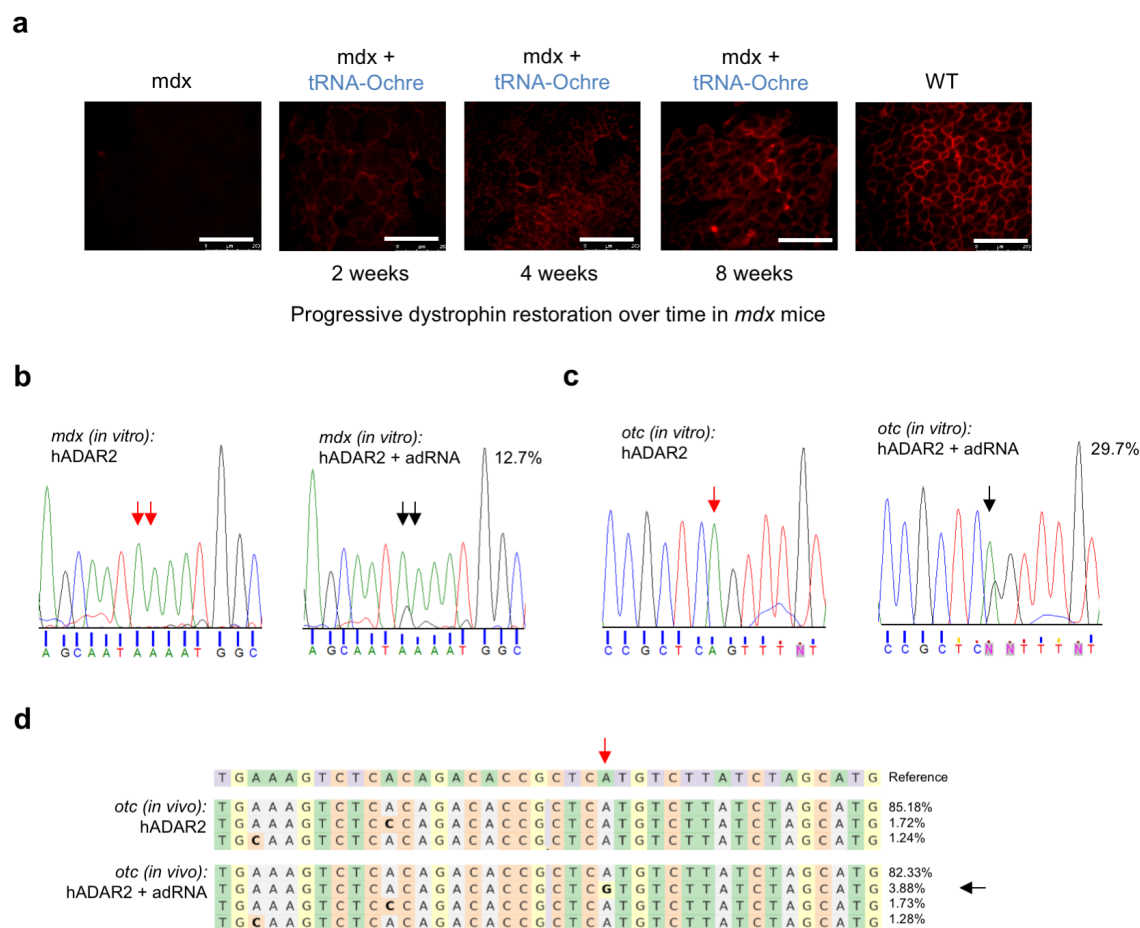 a
mdx
mdx +
tRNA-Ochre
mdx +
tRNA-Ochre
mdx +
tRNA-Ochre
WT
2 weeks
4 weeks
8 weeks
Progressive dystrophin restoration over time in mdx mice
b
mdx (in vitro):
hADAR2
A G C A A T A A A A T G G C
mdx (in vitro):
hADAR2 + adRNA
12.7%
A G C A A T A A A A T G G C
c
otc (in vitro):
hADAR2
C C G C T C A G T T T N T
otc (in vitro):
hADAR2 + adRNA
29.7%
C C G C T C N N T T T N T
d
T G A A A G T C T C A C A G A C A C C G C T C A T G T C T T A T C T A G C A T G Reference
otc (in vivo):
hADAR2
T G A A A G T C T C A C A G A C A C C G C T C A T G T C T T A T C T A G C A T G 85.18%
T G A A A G T C T C C C A G A C A C C G C T C A T G T C T T A T C T A G C A T G 1.72%
T G C A A G T C T C A C A G A C A C C G C T C A T G T C T T A T C T A G C A T G 1.24%
otc (in vivo):
hADAR2 + adRNA
T G A A A G T C T C A C A G A C A C C G C T C A T G T C T T A T C T A G C A T G 82.33%
T G A A A G T C T C A C A G A C A C C G C T C G T G T C T T A T C T A G C A T G 3.88%
T G A A A G T C T C C C A G A C A C C G C T C A T G T C T T A T C T A G C A T G 1.73%
T G C A A G T C T C A C A G A C A C C G C T C A T G T C T T A T C T A G C A T G 1.28%